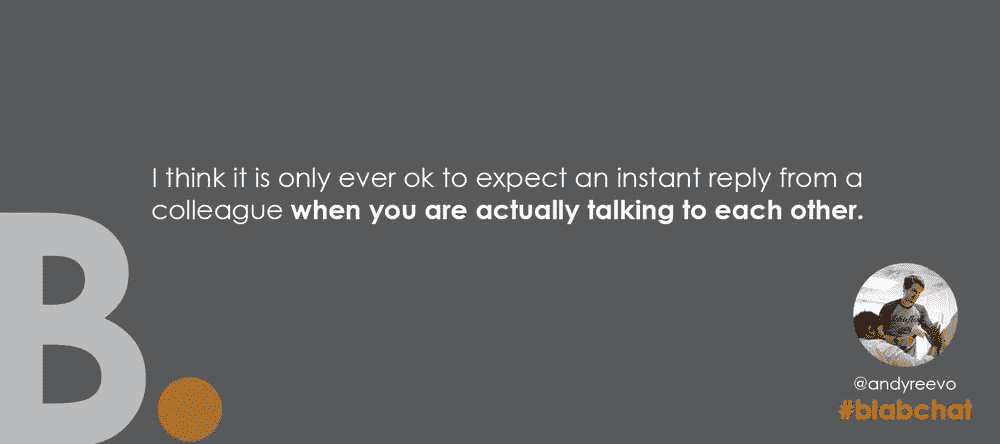 I think it is only ever ok to expect an instant reply from a
colleague when you are actually talking to each other.
B.
@andyreevo
#blabchat